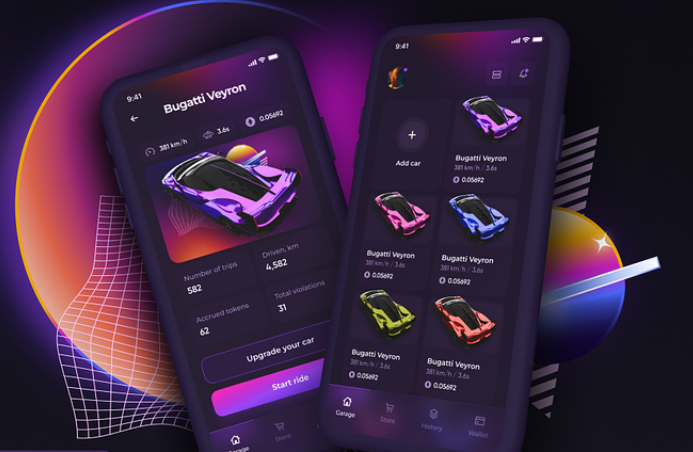 9:41
Bugatti Veyron
381 km/h
3.6s
0.05692
Number of trips
582
Driven, km
4,582
Accrued tokens
62
Total violations
31
Upgrade your car
Start ride
Garage
Store
9:41
Add car
Bugatti Veyron
381 km/h / 3.6s
0.05692
Bugatti Veyron
381 km/h / 3.6s
0.05692
Bugatti Veyron
381 km/h / 3.6s
0.05692
Bugatti Veyron
381 km/h / 3.6s
0.05692
Bugatti Veyron
381 km/h / 3.6s
0.05692
Garage
Store
History
Wallet